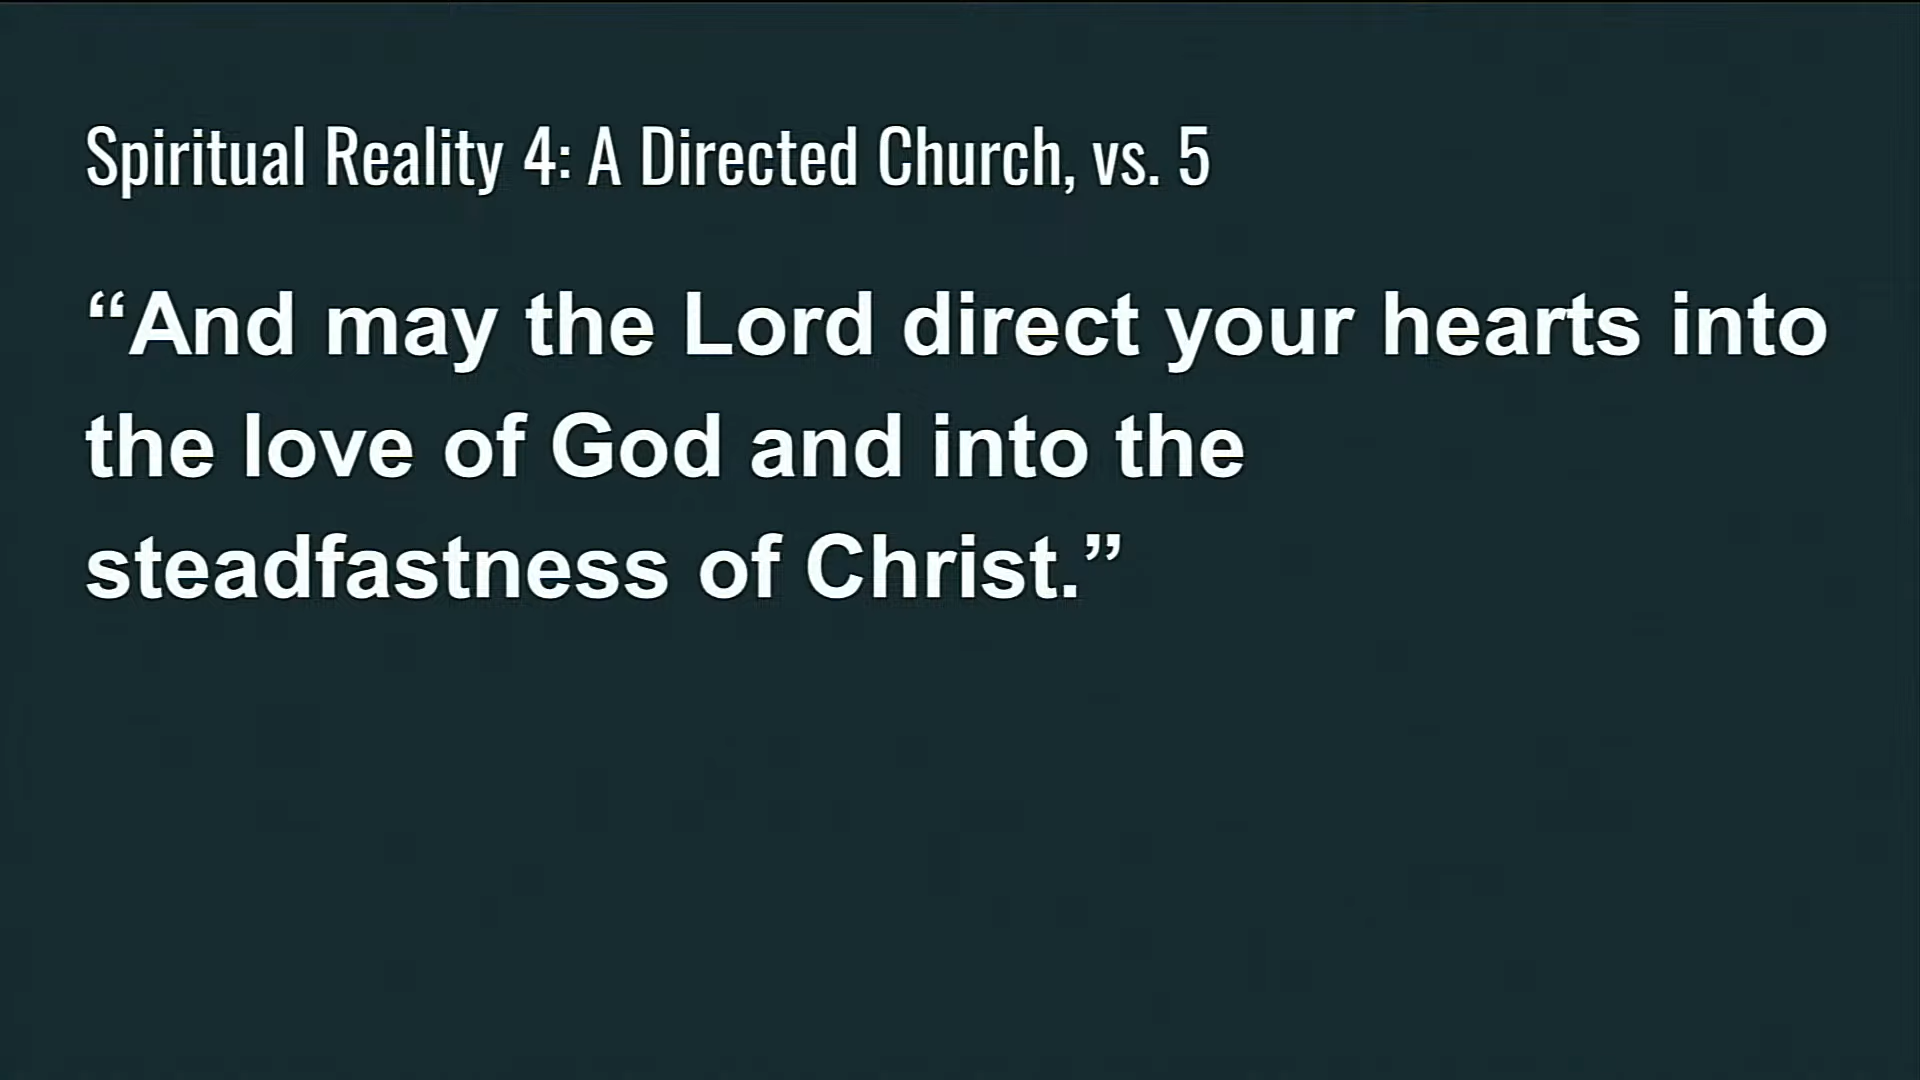 Spiritual Reality 4: A Directed Church, vs. 5
“And may the Lord direct your hearts into
the love of God and into the
steadfastness of Christ.”